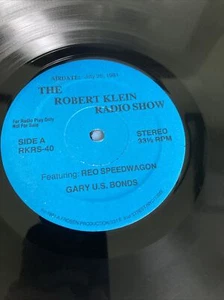 THE
ROBERT KLEIN
RADIO SHOW
For Radio Play Only
Not For Sale
SIDE A
RKRS-40
STEREO
33⅓ RPM
Featuring: REO SPEEDWAGON
GARY U.S. BONDS